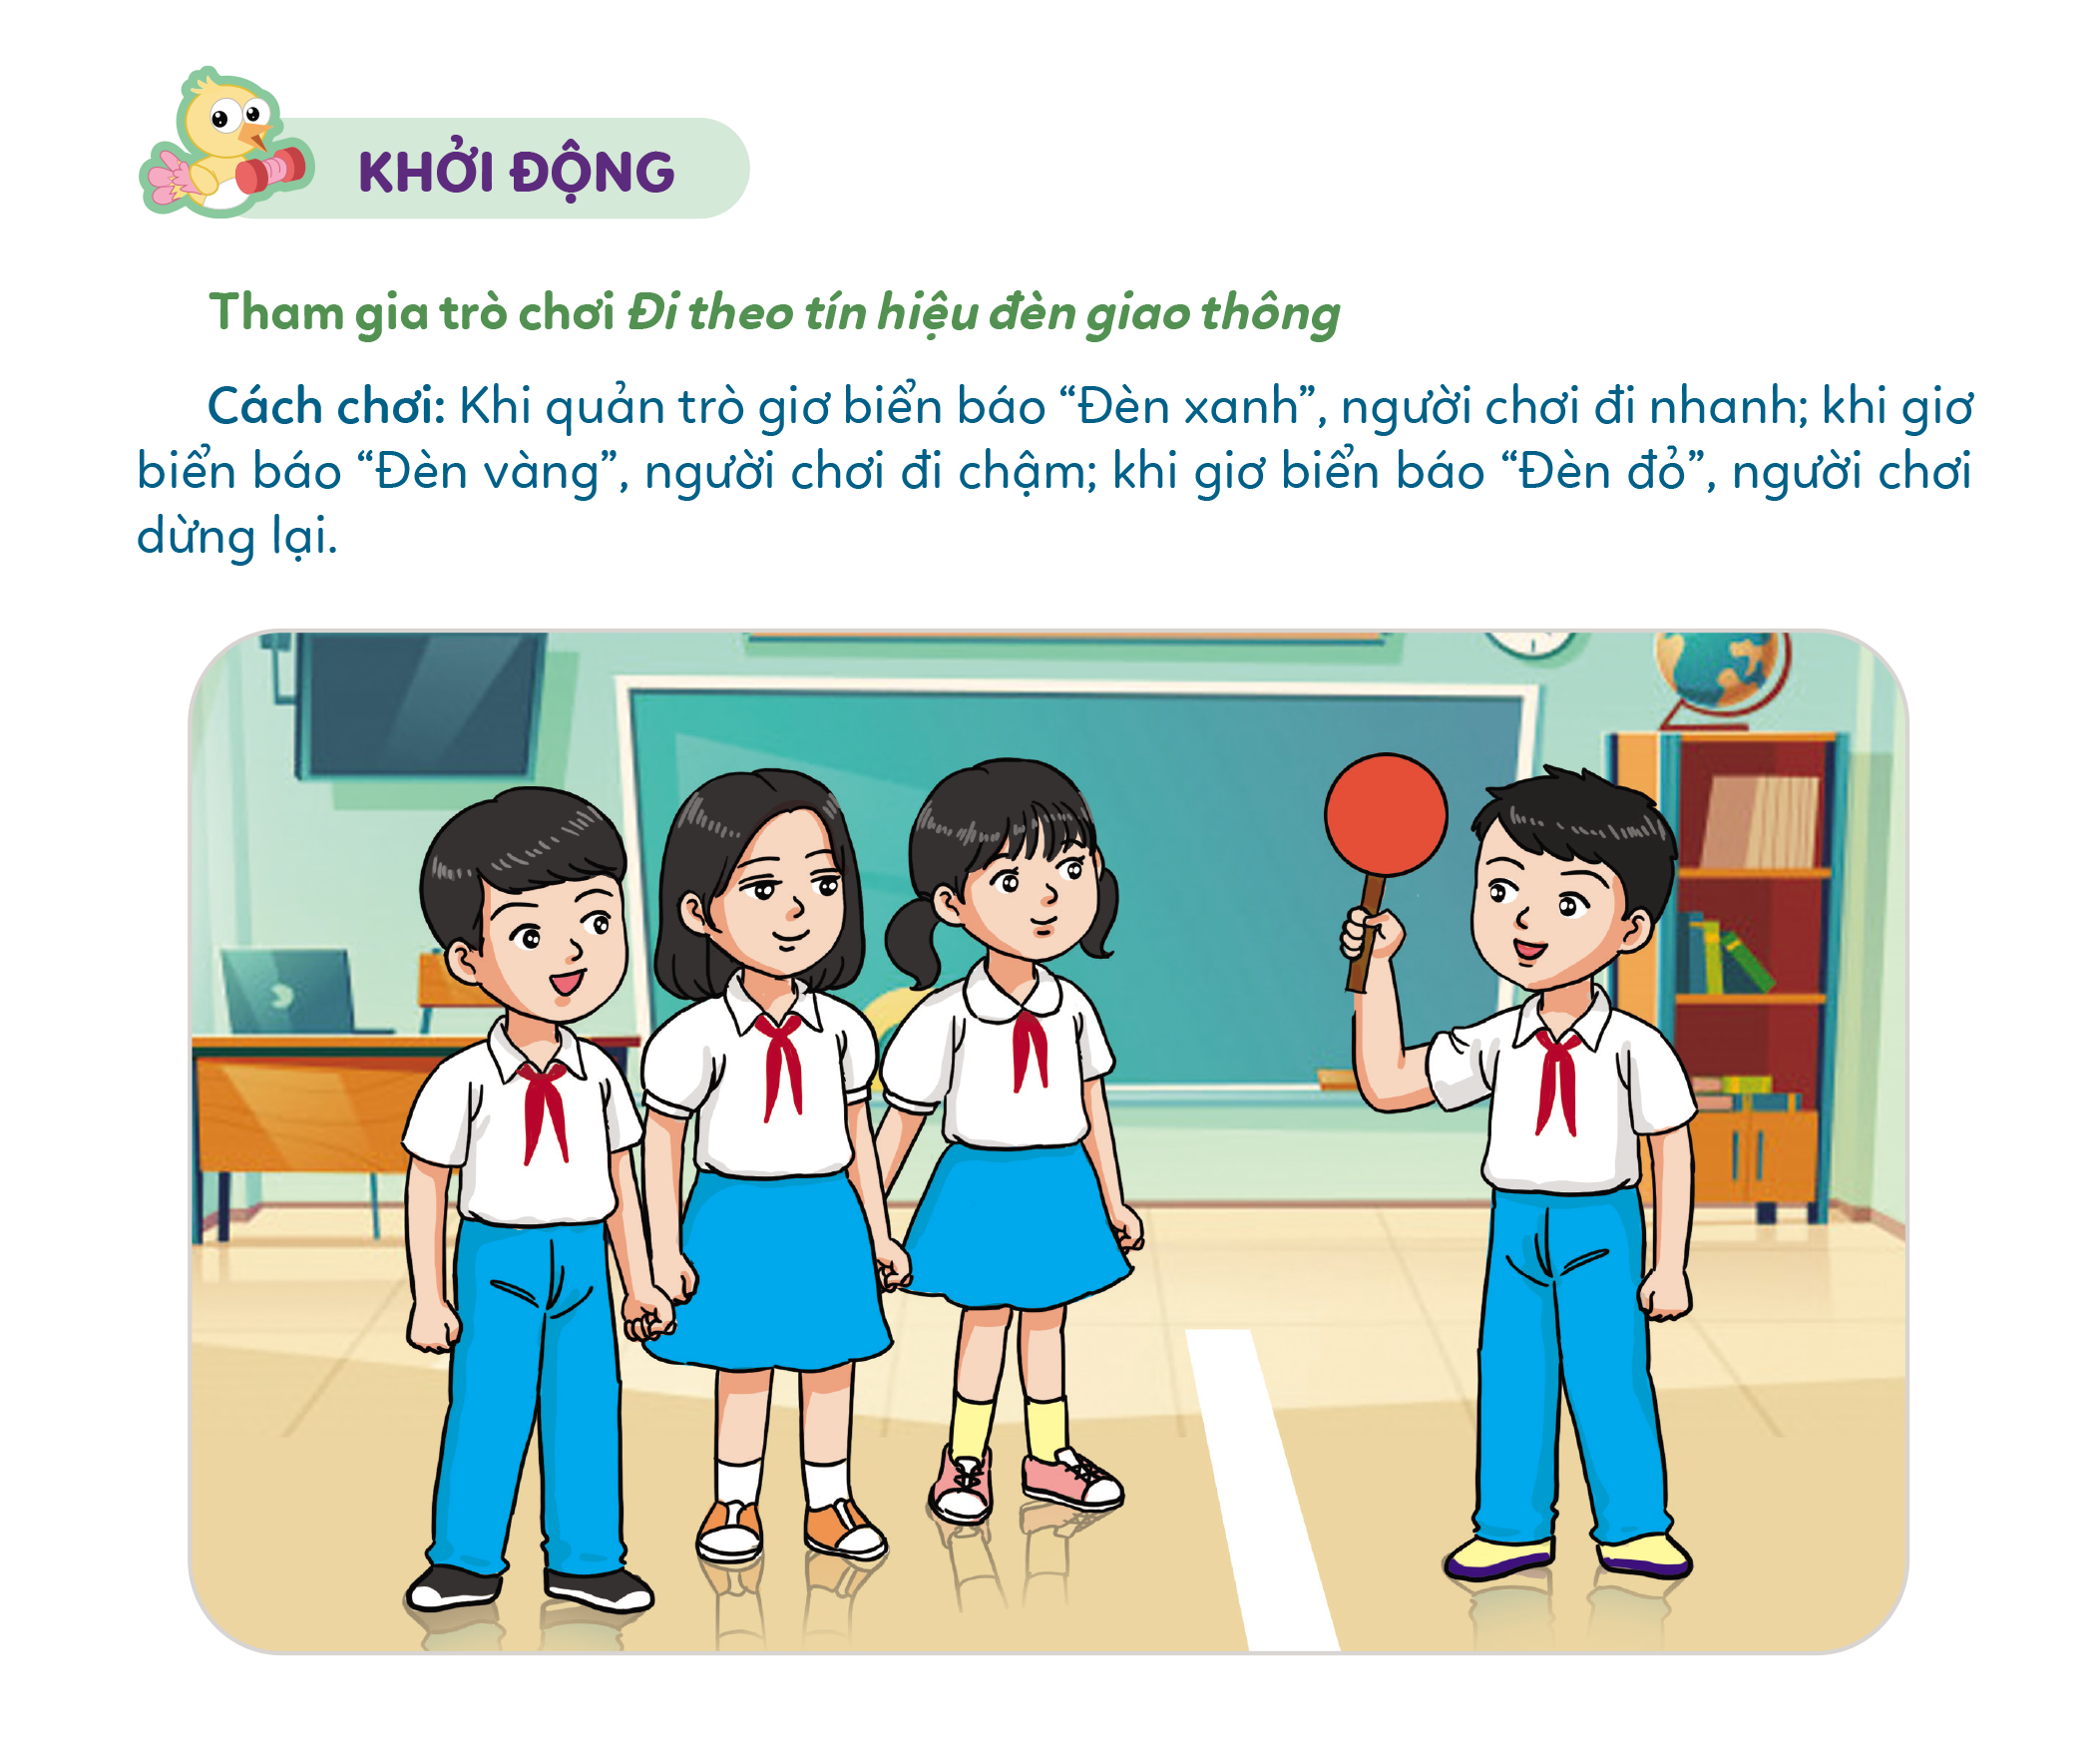 KHỞI ĐỘNG
Tham gia trò chơi Đi theo tín hiệu đèn giao thông
Cách chơi: Khi quản trò giơ biển báo “Đèn xanh”, người chơi đi nhanh; khi giơ
biển báo “Đèn vàng”, người chơi đi chậm; khi giơ biển báo “Đèn đỏ”, người chơi
dừng lại.